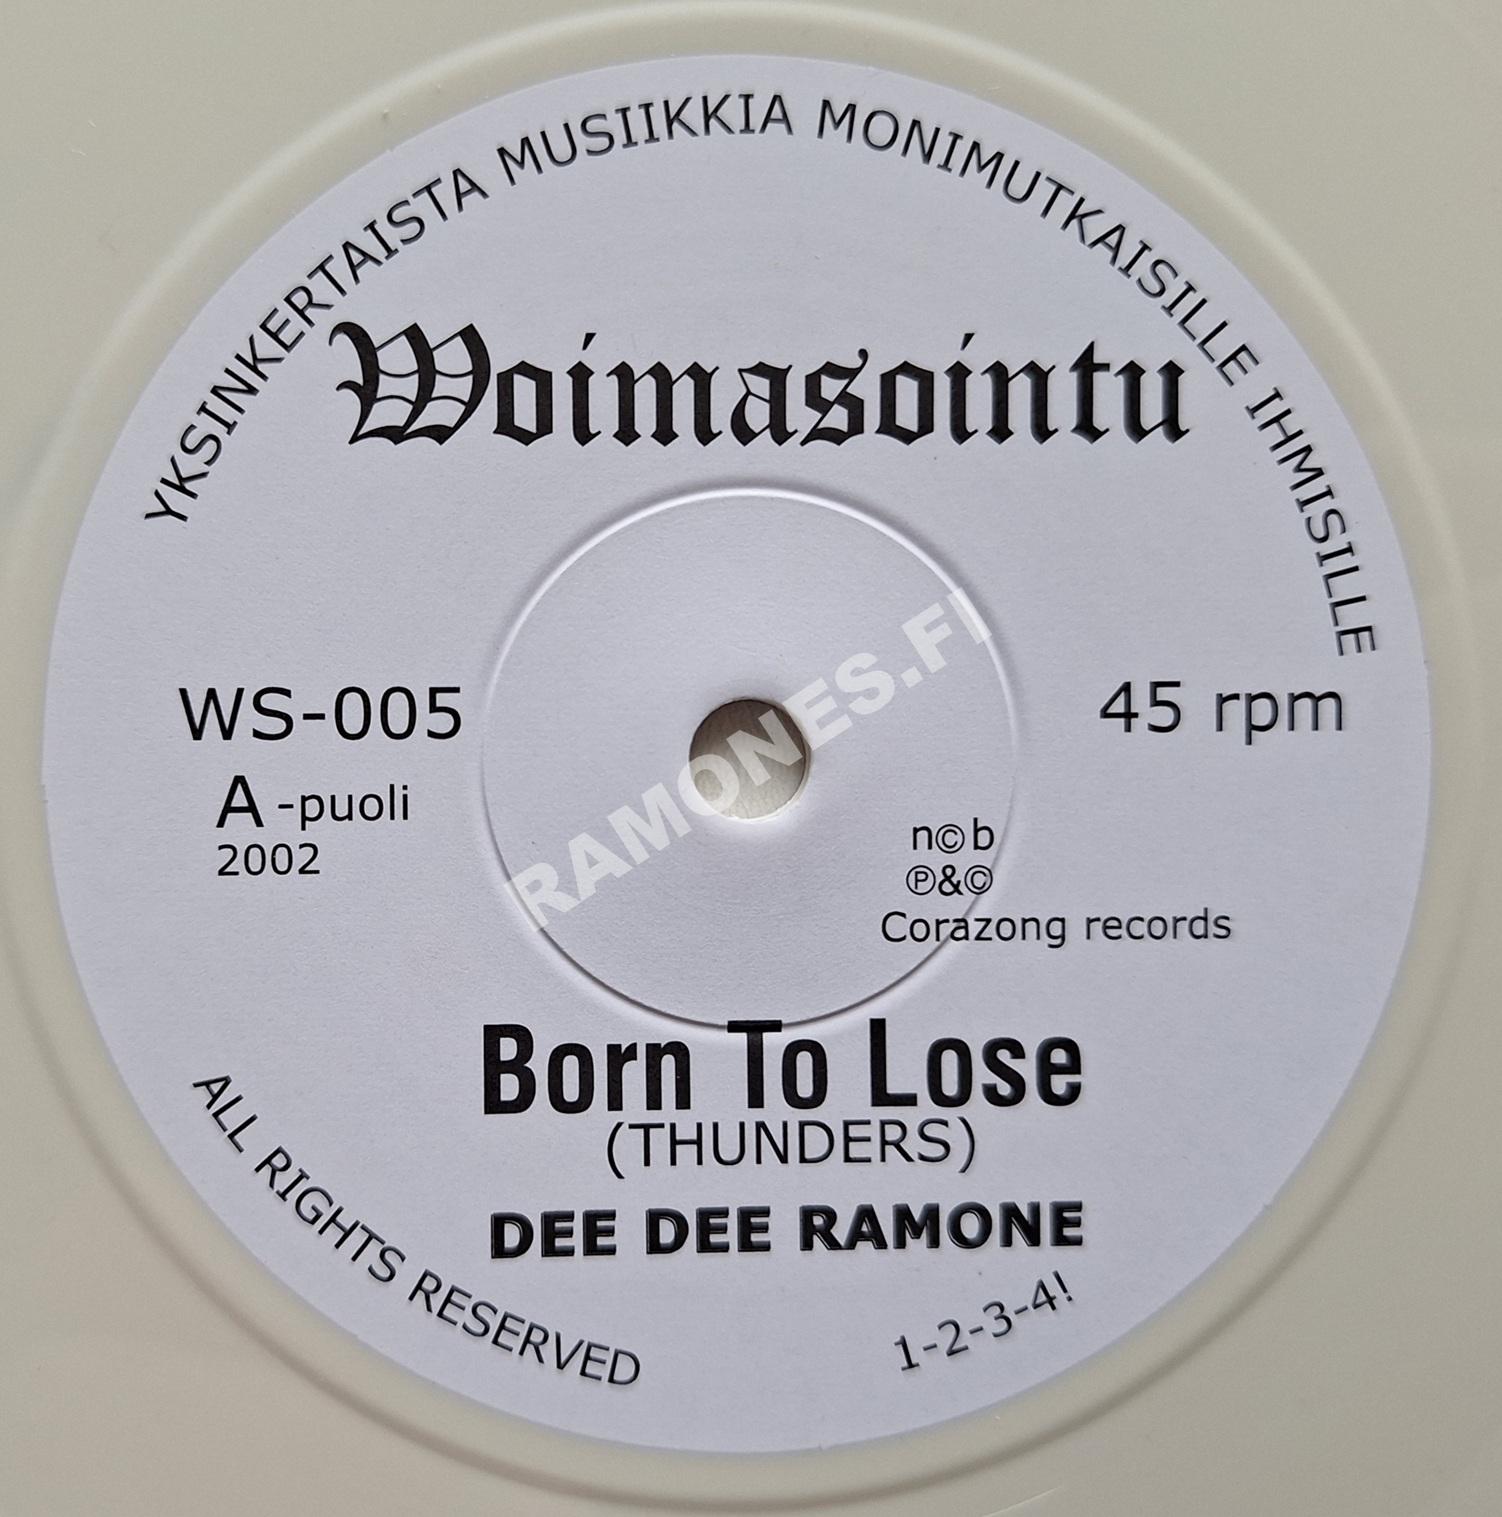 YKSINKERTAISTA MUSIIKKIA MONIMUTKAISILLE IHMISILLE
Woimasointu
WS-005
45 rpm
A -puoli
2002
n©b
℗&©
Corazong records
RAMONES.FI
Born To Lose
(THUNDERS)
DEE DEE RAMONE
ALL RIGHTS RESERVED
1-2-3-4!